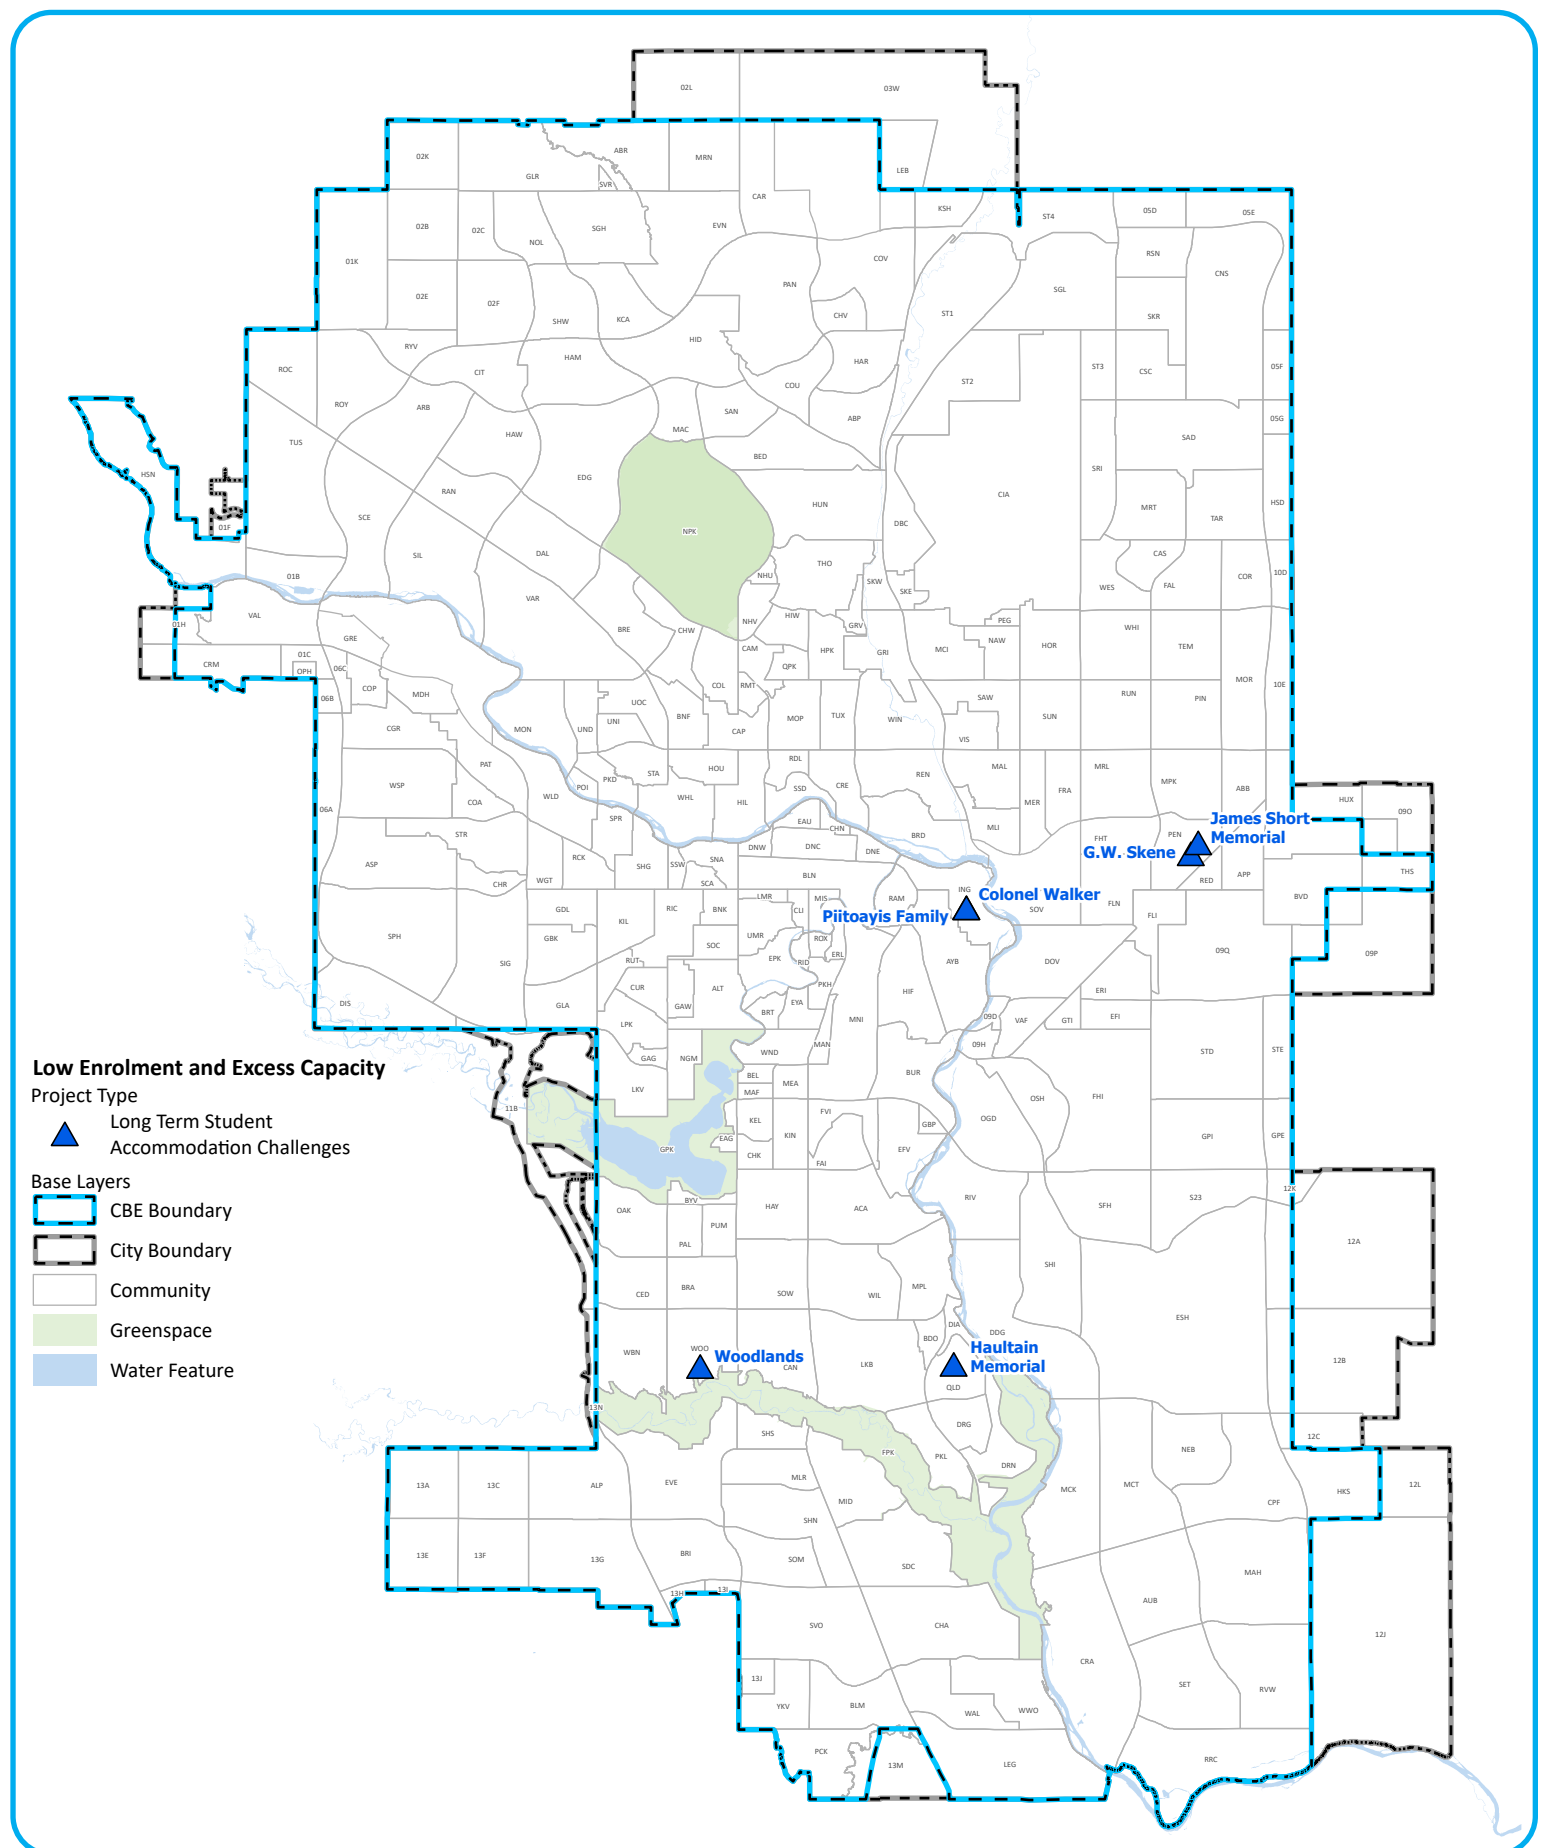 02L
03W
02K
ABR
MRN
GLR
SVR
LEB
CAR
KSH
ST4
05D
05E
02B
02C
NOL
SGH
EVN
01K
COV
RSN
CNS
PAN
SGL
02E
02F
SHW
KCA
CHV
ST1
SKR
HID
RYV
HAM
HAR
ROC
CIT
COU
ST2
ST3
CSC
05F
ROY
ARB
SAN
ABP
05G
TUS
HAW
MAC
SAD
BED
HSN
EDG
SRI
RAN
CIA
HUN
MRT
HSD
SCE
TAR
01F
NPK
DBC
SIL
DAL
THO
CAS
01B
NHU
SKW
WES
FAL
COR
10D
SKE
VAR
VAL
HIW
01H
BRE
CHW
NHV
GRV
PEG
WHI
GRE
NAW
HOR
TEM
CAM
HPK
GRI
MCI
01C
CRM
OPH
06C
QPK
COP
COL
RMT
MOR
10E
06B
MDH
SAW
RUN
PIN
UOC
BNF
MOP
TUX
WIN
SUN
UNI
CGR
MON
UND
CAP
VIS
RDL
PAT
STA
HOU
REN
MAL
MRL
WSP
POI
PKD
CRE
MPK
ABB
SSD
FRA
WLD
WHL
HIL
MER
HUX
COA
06A
09O
SPR
EAU
James Short
Memorial
STR
CHN
MLI
BRD
PEN
FHT
DNW
DNC
DNE
G.W. Skene
RCK
SHG
SSW
SNA
ASP
THS
BLN
APP
WGT
SCA
RED
CHR
ING
Colonel Walker
LMR
MIS
RAM
BVD
FLN
GDL
RIC
BNK
CLI
SOV
Piitoayis Family
FLI
KIL
SPH
GBK
UMR
ROX
SOC
09Q
09P
ERL
RUT
EPK
RID
AYB
DOV
SIG
CUR
ALT
PKH
HIF
ERI
DIS
GLA
GAW
EYA
BRT
09D
VAF
GTI
EFI
LPK
MNI
MAN
09H
WND
STD
STE
GAG
NGM
Low Enrolment and Excess Capacity
BUR
BEL
LKV
MEA
Project Type
MAF
OSH
FHI
11B
FVI
OGD
Long Term Student
Accommodation Challenges
KEL
GBP
KIN
EAG
GPI
GPE
GPK
CHK
EFV
FAI
Base Layers
12K
BYV
RIV
S23
CBE Boundary
OAK
HAY
ACA
SFH
PUM
12A
City Boundary
PAL
SHI
BRA
MPL
Community
CED
SOW
WIL
ESH
DIA
DDG
Greenspace
BDO
WOO
WBN
Haultain
Memorial
Woodlands
CAN
LKB
12B
Water Feature
QLD
13N
DRG
SHS
12C
FPK
PKL
NEB
DRN
MLR
13A
13C
ALP
EVE
MCK
MCT
HKS
12L
MID
CPF
SHN
13E
13F
13G
BRI
SOM
SDC
MAH
13H
13I
AUB
SVO
CHA
12J
CRA
13J
SET
RVW
YKV
BLM
WAL
WWO
PCK
13M
LEG
RRC